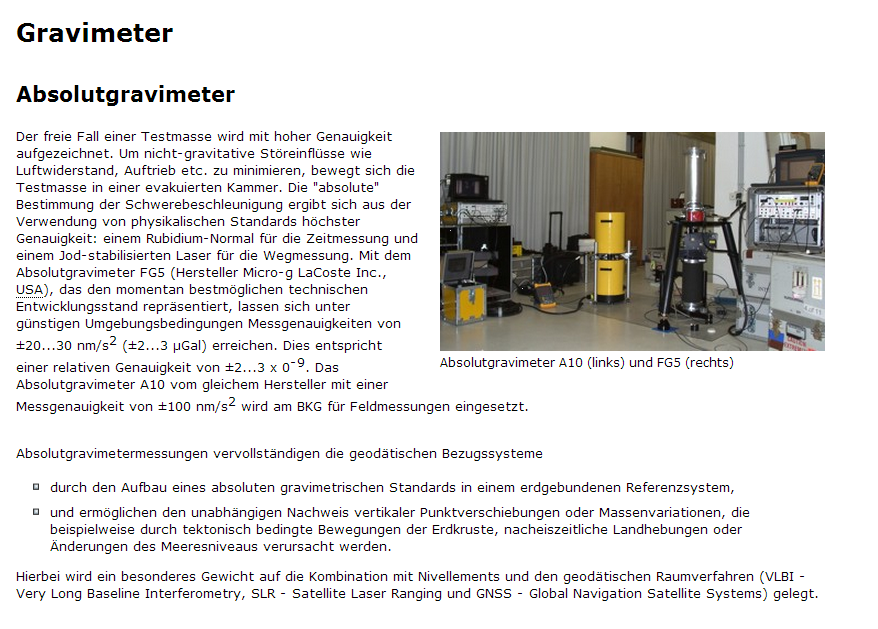 Gravimeter
Absolutgravimeter
Der freie Fall einer Testmasse wird mit hoher Genauigkeit
aufgezeichnet. Um nicht-gravitative Störeinflüsse wie
Luftwiderstand, Auftrieb etc. zu minimieren, bewegt sich die
Testmasse in einer evakuierten Kammer. Die "absolute"
Bestimmung der Schwerebeschleunigung ergibt sich aus der
Verwendung von physikalischen Standards höchster
Genauigkeit: einem Rubidium-Normal für die Zeitmessung und
einem Jod-stabilisierten Laser für die Wegmessung. Mit dem
Absolutgravimeter FG5 (Hersteller Micro-g LaCoste Inc.,
USA), das den momentan bestmöglichen technischen
Entwicklungsstand repräsentiert, lassen sich unter
günstigen Umgebungsbedingungen Messgenauigkeiten von
±20...30 nm/s² (±2...3 µGal) erreichen. Dies entspricht
einer relativen Genauigkeit von ±2...3 x 0⁻⁹. Das
Absolutgravimeter A10 vom gleichem Hersteller mit einer
Messgenauigkeit von ±100 nm/s² wird am BKG für Feldmessungen eingesetzt.
Absolutgravimeter A10 (links) und FG5 (rechts)
Absolutgravimetermessungen vervollständigen die geodätischen Bezugssysteme
durch den Aufbau eines absoluten gravimetrischen Standards in einem erdgebundenen Referenzsystem,
und ermöglichen den unabhängigen Nachweis vertikaler Punktverschiebungen oder Massenvariationen, die
beispielweise durch tektonisch bedingte Bewegungen der Erdkruste, nacheiszeitliche Landhebungen oder
Änderungen des Meeresniveaus verursacht werden.
Hierbei wird ein besonderes Gewicht auf die Kombination mit Nivellements und den geodätischen Raumverfahren (VLBI -
Very Long Baseline Interferometry, SLR - Satellite Laser Ranging und GNSS - Global Navigation Satellite Systems) gelegt.